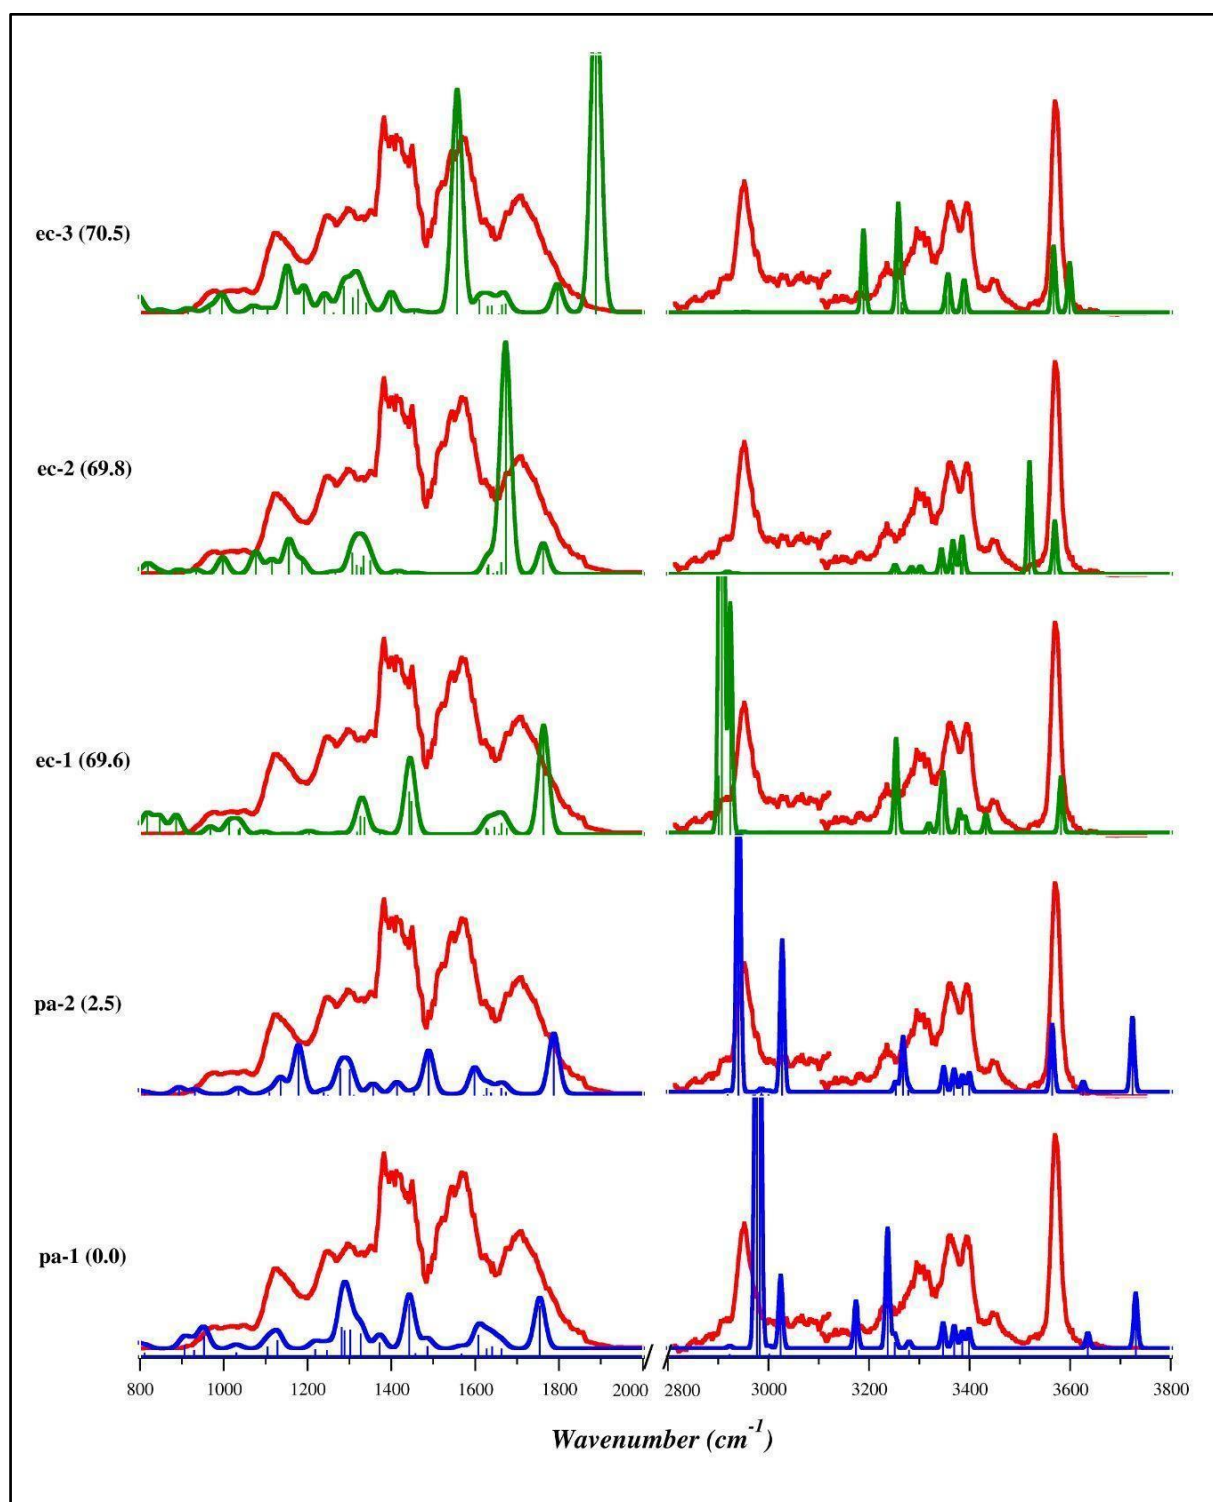 ec-3 (70.5)
ec-2 (69.8)
ec-1 (69.6)
pa-2 (2.5)
pa-1 (0.0)
800 1000 1200 1400 1600 1800 2000 2800 3000 3200 3400 3600 3800
Wavenumber (cm⁻¹)